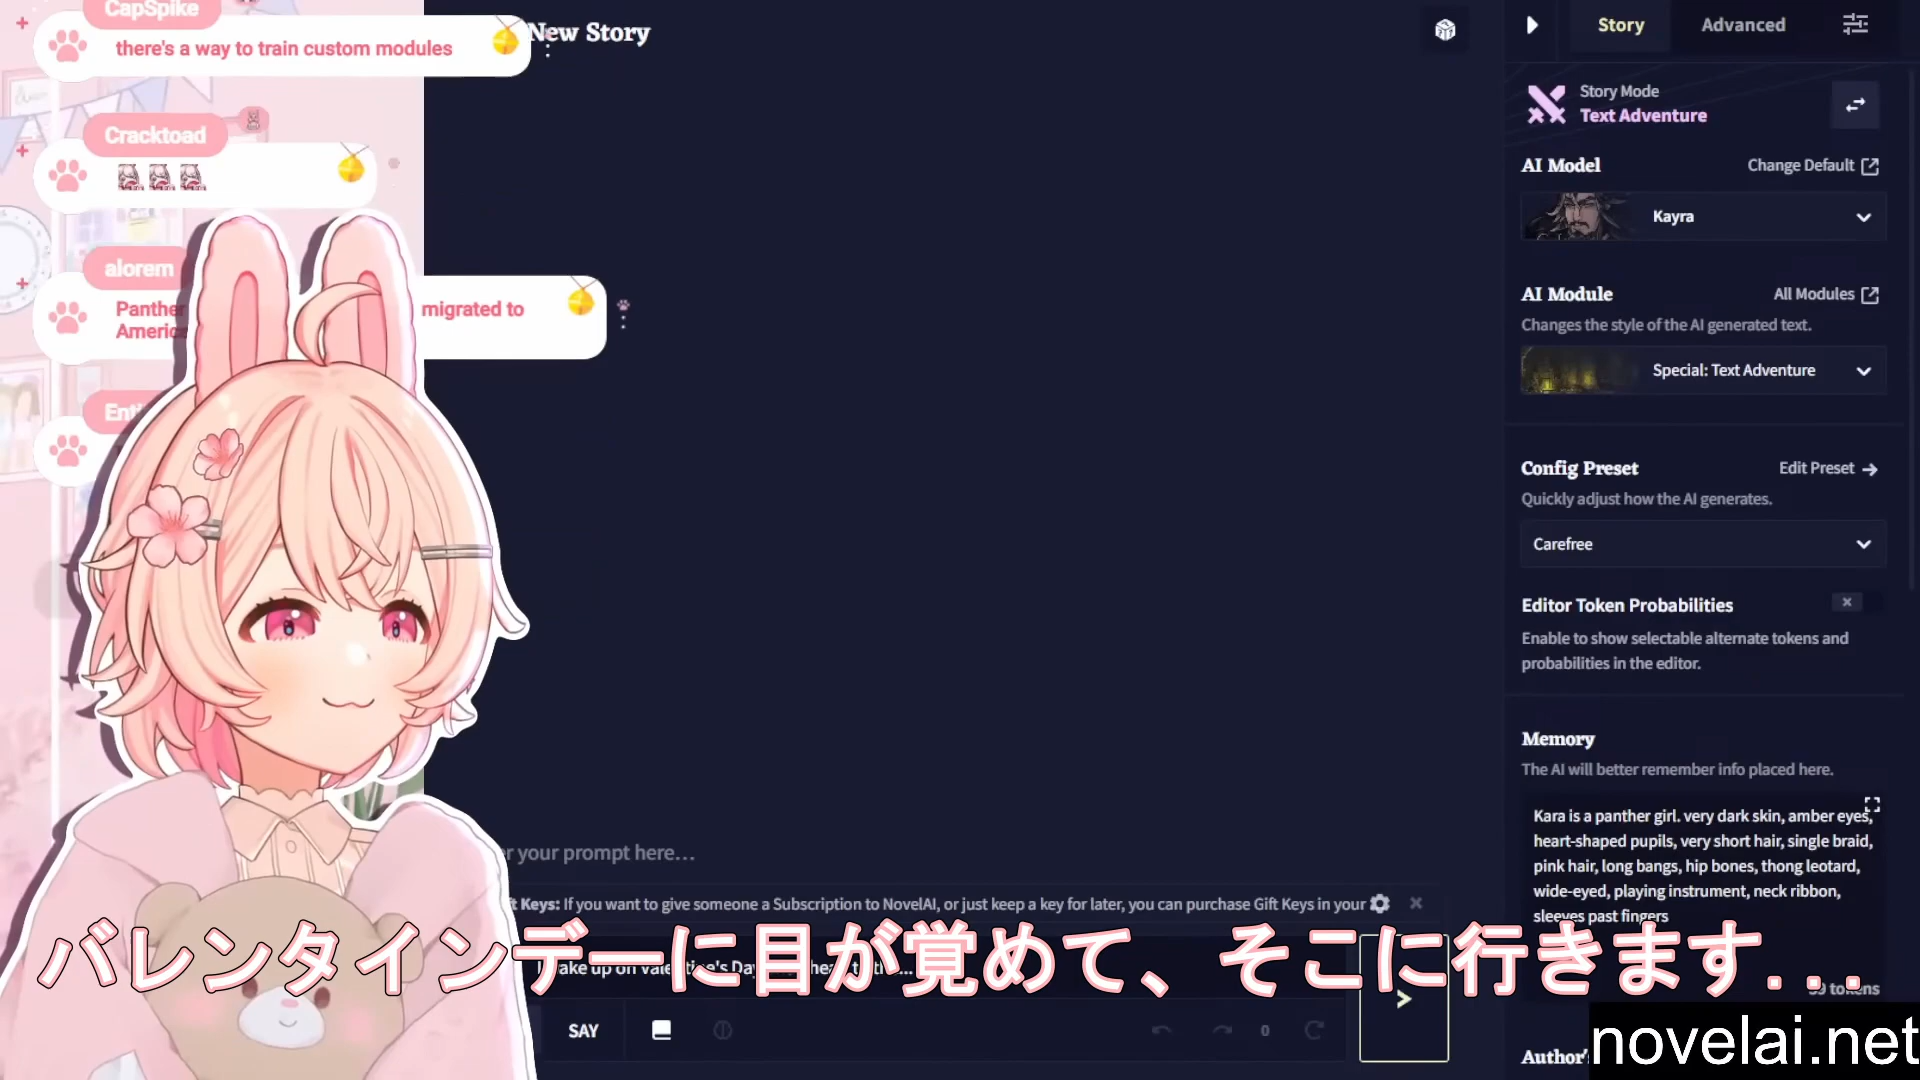 CapSpike
there's a way to train custom modules
Cracktoad
alorem
Panther migrated to
New Story
Story
Advanced
Story Mode
Text Adventure
AI Model
Change Default
Kayra
AI Module
All Modules
Changes the style of the AI generated text.
Special: Text Adventure
Config Preset
Edit Preset
Quickly adjust how the AI generates.
Carefree
Editor Token Probabilities
Enable to show selectable alternate tokens and
probabilities in the editor.
Memory
The AI will better remember info placed here.
Kara is a panther girl. very dark skin, amber eyes,
heart-shaped pupils, very short hair, single braid,
pink hair, long bangs, hip bones, thong leotard,
wide-eyed, playing instrument, neck ribbon,
sleeves past fingers
your prompt here...
Keys: If you want to give someone a Subscription to NovelAI, or just keep a key for later, you can purchase Gift Keys in your
バレンタインデーに目が覚めて、そこに行きます...
tokens
SAY
0
novelai.net